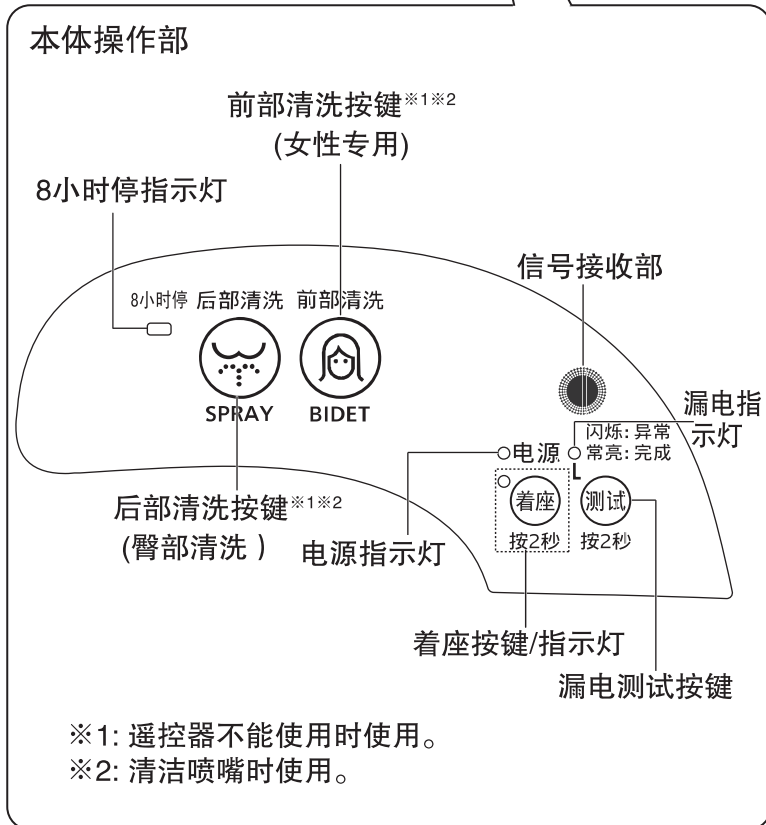 本体操作部
前部清洗按键※1※2
(女性专用)
8小时停指示灯
信号接收部
8小时停 后部清洗 前部清洗
SPRAY BIDET
漏电指
示灯
闪烁: 异常
常亮: 完成
电源
着座 测试
按2秒 按2秒
后部清洗按键※1※2
(臀部清洗 )
电源指示灯
着座按键/指示灯
漏电测试按键
※1: 遥控器不能使用时使用。
※2: 清洁喷嘴时使用。